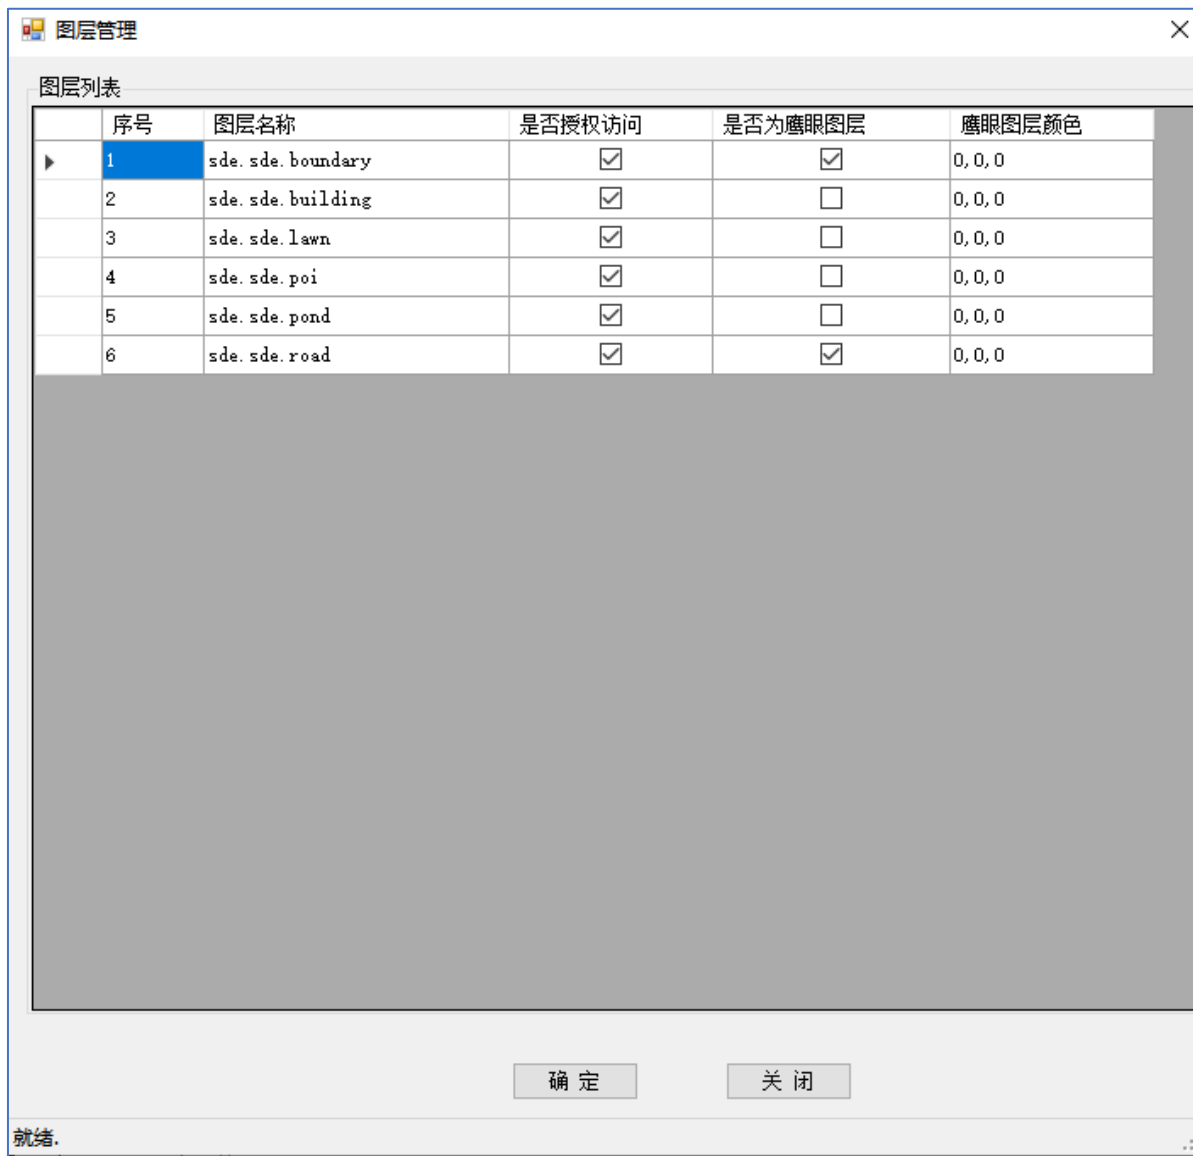 图层管理
图层列表
序号 图层名称 是否授权访问 是否为鹰眼图层 鹰眼图层颜色
1 sde.sde.boundary 0,0,0
2 sde.sde.building 0,0,0
3 sde.sde.lawn 0,0,0
4 sde.sde.poi 0,0,0
5 sde.sde.pond 0,0,0
6 sde.sde.road 0,0,0
确 定 关 闭
就绪.